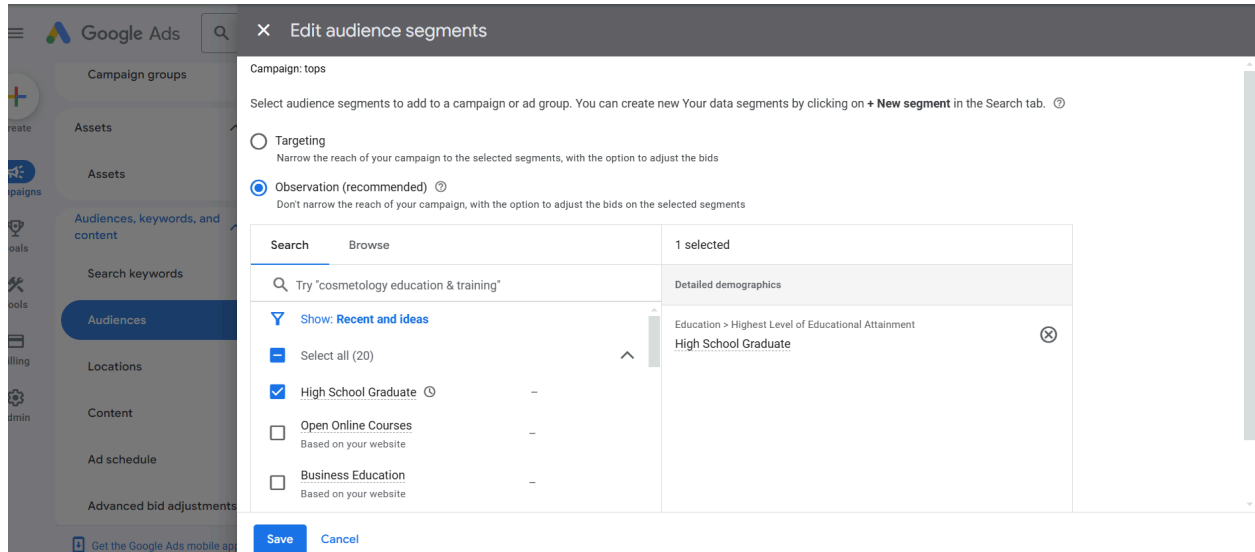 Google Ads
Edit audience segments
Campaign groups
Assets
Assets
Audiences, keywords, and
content
Search keywords
Audiences
Locations
Content
Ad schedule
Advanced bid adjustments
Get the Google Ads mobile app
Campaign: tops
Select audience segments to add to a campaign or ad group. You can create new Your data segments by clicking on + New segment in the Search tab.
Targeting
Narrow the reach of your campaign to the selected segments, with the option to adjust the bids
Observation (recommended)
Don't narrow the reach of your campaign, with the option to adjust the bids on the selected segments
Search Browse
Try "cosmetology education & training"
Show: Recent and ideas
Select all (20)
High School Graduate –
Open Online Courses –
Based on your website
Business Education –
Based on your website
1 selected
Detailed demographics
Education > Highest Level of Educational Attainment
High School Graduate
Save Cancel